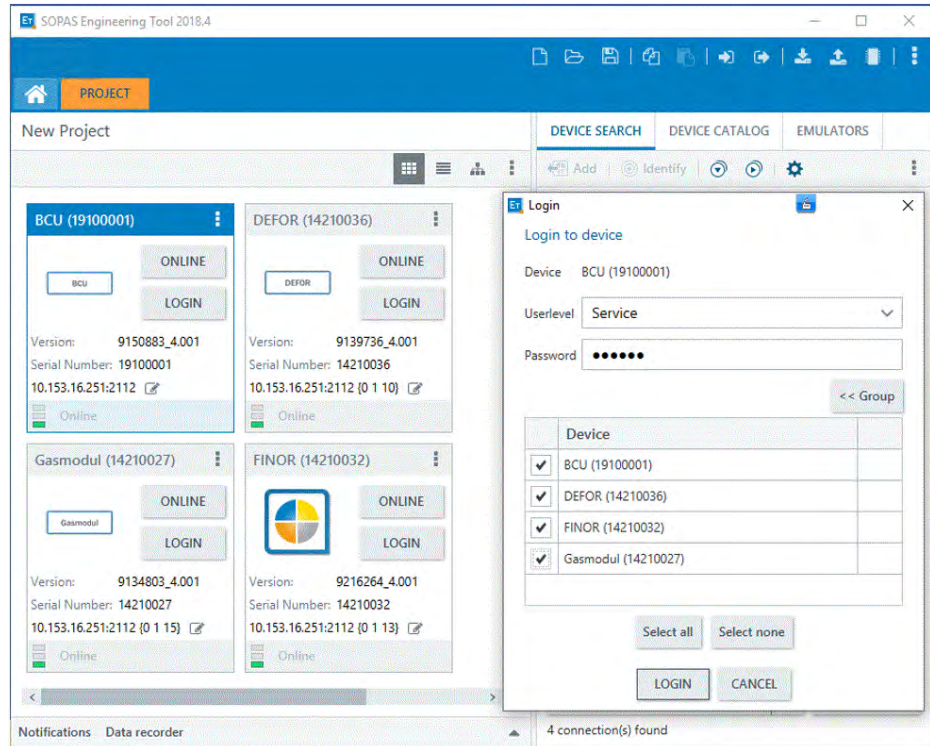 SOPAS Engineering Tool 2018.4
PROJECT
New Project
DEVICE SEARCH
DEVICE CATALOG
EMULATORS
Add
Identify
BCU (19100001)
ONLINE
BCU
LOGIN
Version: 9150883_4.001
Serial Number: 19100001
10.153.16.251:2112
Online
DEFOR (14210036)
ONLINE
DEFOR
LOGIN
Version: 9139736_4.001
Serial Number: 14210036
10.153.16.251:2112 {0 1 10}
Online
Gasmodul (14210027)
ONLINE
Gasmodul
LOGIN
Version: 9134803_4.001
Serial Number: 14210027
10.153.16.251:2112 {0 1 15}
Online
FINOR (14210032)
ONLINE
LOGIN
Version: 9216264_4.001
Serial Number: 14210032
10.153.16.251:2112 {0 1 13}
Online
ET Login
Login to device
Device BCU (19100001)
Userlevel Service
Password ●●●●●●
<< Group
Device
BCU (19100001)
DEFOR (14210036)
FINOR (14210032)
Gasmodul (14210027)
Select all
Select none
LOGIN
CANCEL
Notifications
Data recorder
4 connection(s) found